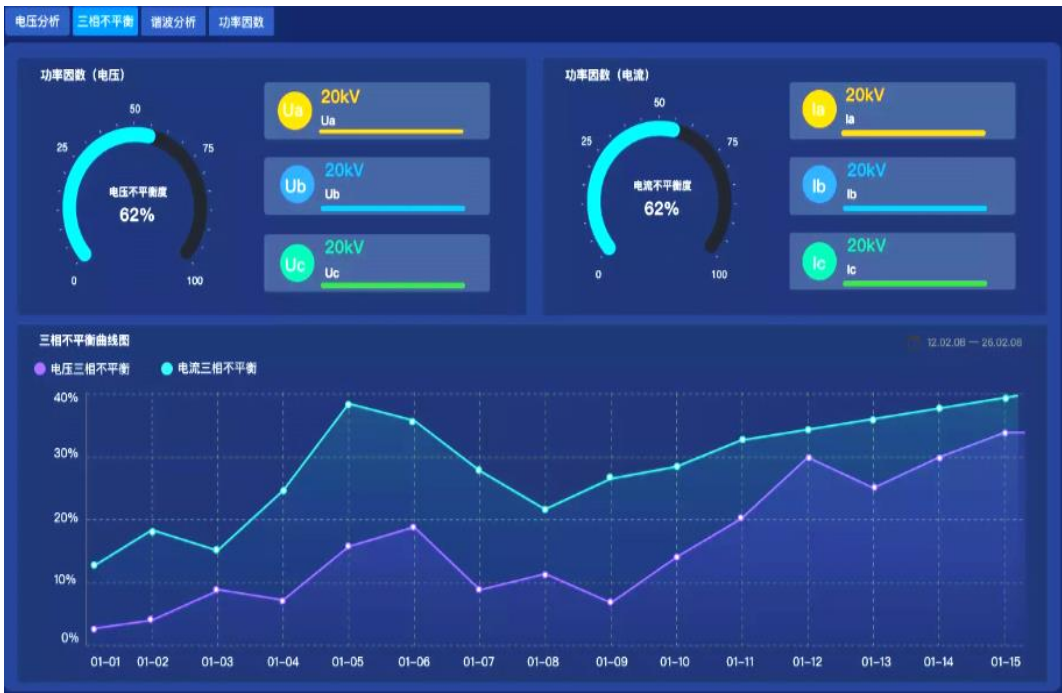 电压分析 三相不平衡 谐波分析 功率因数
功率因数（电压）
50
25
75
电压不平衡度
62%
0
100
Ua
20kV
Ua
Ub
20kV
Ub
Uc
20kV
Uc
功率因数（电流）
50
25
75
电流不平衡度
62%
0
100
Ia
20kV
Ia
Ib
20kV
Ib
Ic
20kV
Ic
三相不平衡曲线图
12.02.08 — 26.02.08
电压三相不平衡 电流三相不平衡
40%
30%
20%
10%
0%
01-01 01-02 01-03 01-04 01-05 01-06 01-07 01-08 01-09 01-10 01-11 01-12 01-13 01-14 01-15